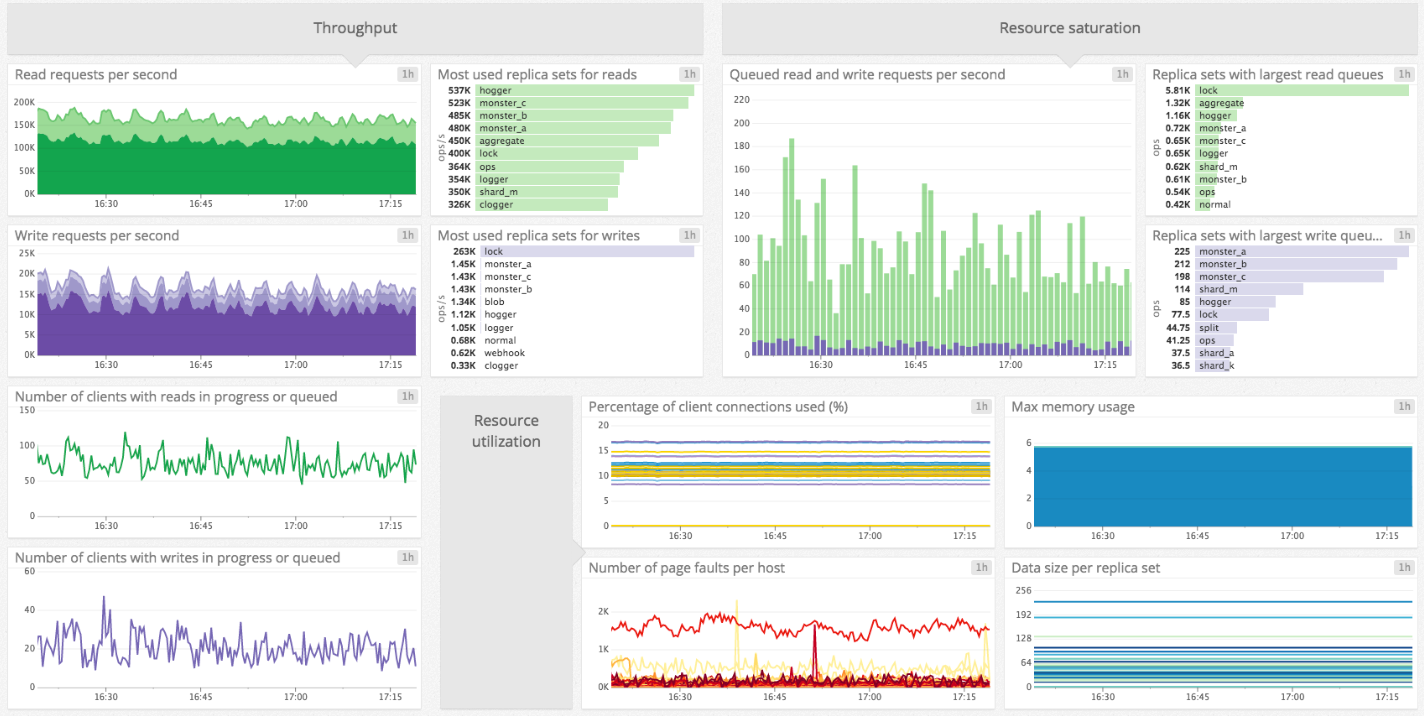 Throughput
Resource saturation
Read requests per second 1h
200K
150K
100K
50K
0K
16:30 16:45 17:00 17:15
Most used replica sets for reads 1h
ops/s
537K hogger
523K monster_c
485K monster_b
480K monster_a
450K aggregate
400K lock
364K ops
354K logger
350K shard_m
326K clogger
Queued read and write requests per second 1h
220
200
180
160
140
120
100
80
60
40
20
0
16:30 16:45 17:00 17:15
Replica sets with largest read queues 1h
ops
5.81K lock
1.32K aggregate
1.16K hogger
0.72K monster_a
0.65K monster_c
0.65K logger
0.62K shard_m
0.61K monster_b
0.54K ops
0.42K normal
Write requests per second 1h
25K
20K
15K
10K
5K
0K
16:30 16:45 17:00 17:15
Most used replica sets for writes 1h
ops/s
263K lock
1.45K monster_a
1.43K monster_c
1.43K monster_b
1.34K blob
1.12K hogger
1.05K logger
0.68K normal
0.62K webhook
0.33K clogger
Replica sets with largest write queu... 1h
ops
225 monster_a
212 monster_b
198 monster_c
114 shard_m
85 hogger
77.5 lock
44.75 split
41.25 ops
37.5 shard_a
36.5 shard_k
Number of clients with reads in progress or queued 1h
150
100
50
0
16:30 16:45 17:00 17:15
Resource
utilization
Percentage of client connections used (%) 1h
20
15
10
5
0
16:30 16:45 17:00 17:15
Max memory usage 1h
6
4
2
0
16:30 16:45 17:00 17:15
Number of clients with writes in progress or queued 1h
60
40
20
0
16:30 16:45 17:00 17:15
Number of page faults per host 1h
2K
1K
0K
16:30 16:45 17:00 17:15
Data size per replica set 1h
256
192
128
64
0
16:30 16:45 17:00 17:15